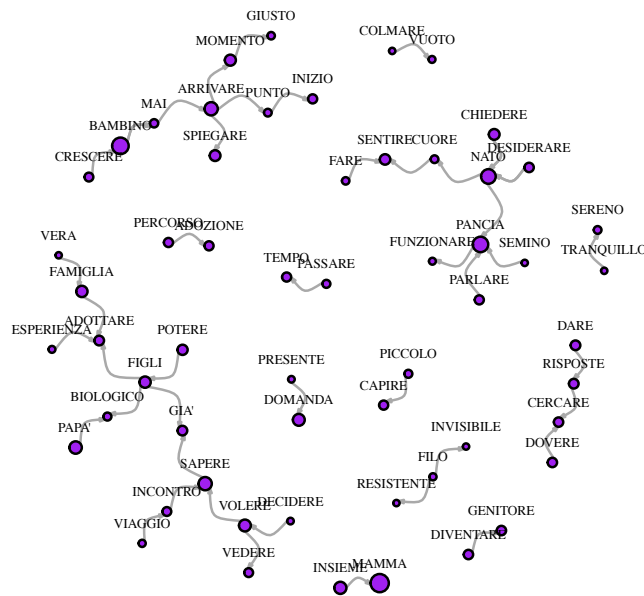 GIUSTO
MOMENTO
COLMARE
VUOTO
ARRIVARE
PUNTO
INIZIO
MAI
BAMBINO
SPIEGARE
CRESCERE
CHIEDERE
SENTIRE
CUORE
DESIDERARE
NATO
FARE
PERCORSO
ADOZIONE
PANCIA
SERENO
VERA
FUNZIONARE
SEMINO
TRANQUILLO
FAMIGLIA
TEMPO
PASSARE
PARLARE
ADOTTARE
ESPERIENZA
POTERE
DARE
FIGLI
PRESENTE
PICCOLO
RISPOSTE
BIOLOGICO
DOMANDA
CAPIRE
CERCARE
GIA'
PAPA'
INVISIBILE
DOVERE
SAPERE
FILO
RESISTENTE
INCONTRO
VOLERE
DECIDERE
GENITORE
VIAGGIO
DIVENTARE
VEDERE
INSIEME
MAMMA